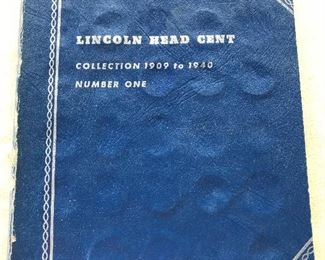 LINCOLN HEAD CENT
COLLECTION 1909 to 1940
NUMBER ONE